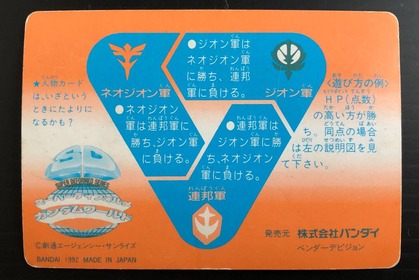 ★人物カード
は、いざという
ときにたよりに
なるかも?
ネオジオン軍
●ジオン軍は
ネオジオン軍
に勝ち、連邦
軍に負ける。
ジオン軍
●ネオジオン
軍は連邦軍に
勝ち、ジオン軍
に負ける。
●連邦軍は
ジオン軍に勝
ち、ネオジオン
軍に負ける。
連邦軍
〈遊び方の例〉
HP(点数)
の高い方が勝
ち。同点の場合
は左の説明図を見
て下さい。
SD
©創通エージェンシー・サンライズ
BANDAI 1992 MADE IN JAPAN
発売元 株式会社バンダイ
ベンダーデビジョン